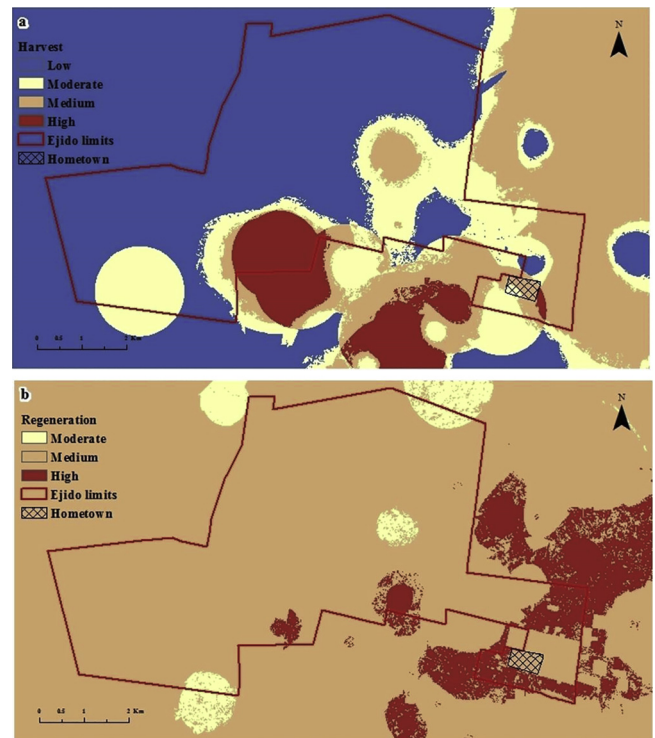 a
N
Harvest
Low
Moderate
Medium
High
Ejido limits
Hometown
0 0.5 1 2 Km
b
N
Regeneration
Moderate
Medium
High
Ejido limits
Hometown
0 0.5 1 2 Km